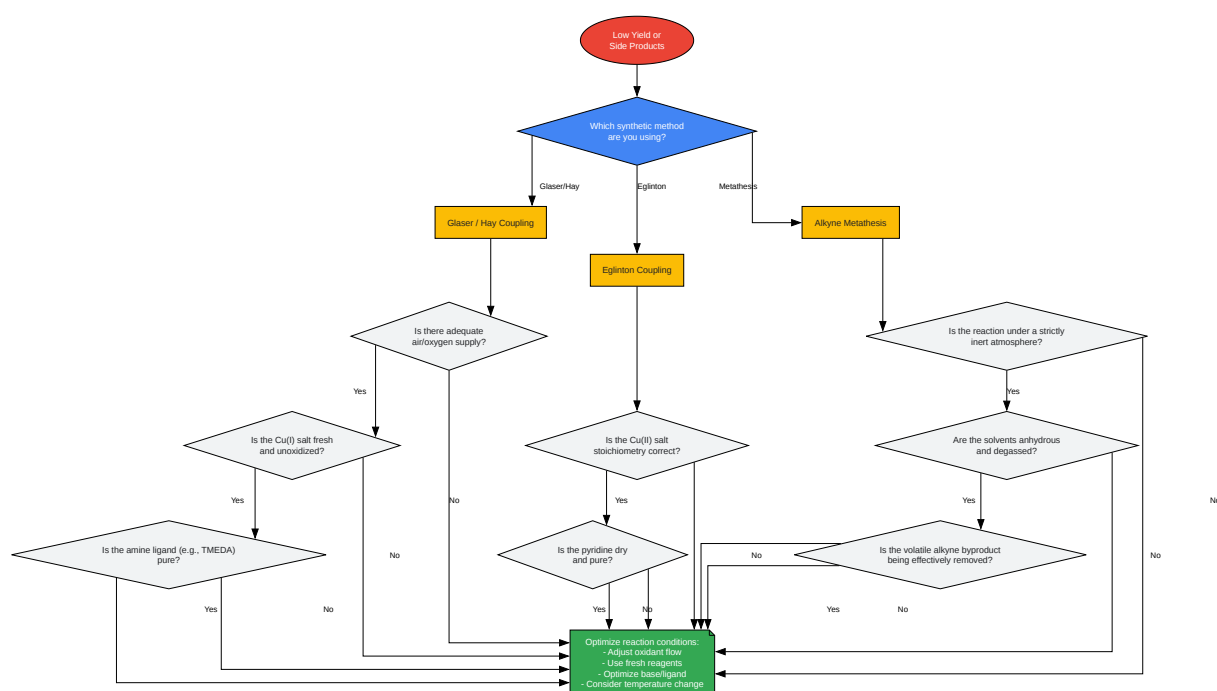 Low Yield or
Side Products
Which synthetic method
are you using?
Glaser/Hay
Eglinton
Metathesis
Glaser / Hay Coupling
Alkyne Metathesis
Eglinton Coupling
Is there adequate
air/oxygen supply?
Is the reaction under a strictly
inert atmosphere?
Yes
Yes
Is the Cu(I) salt fresh
and unoxidized?
Is the Cu(II) salt
stoichiometry correct?
Are the solvents anhydrous
and degassed?
Yes
No
Yes
Yes
Is the amine ligand (e.g., TMEDA)
pure?
No
Is the pyridine dry
and pure?
No
Is the volatile alkyne byproduct
being effectively removed?
No
Yes
No
Yes
No
Yes
No
Optimize reaction conditions:
- Adjust oxidant flow
- Use fresh reagents
- Optimize base/ligand
- Consider temperature change